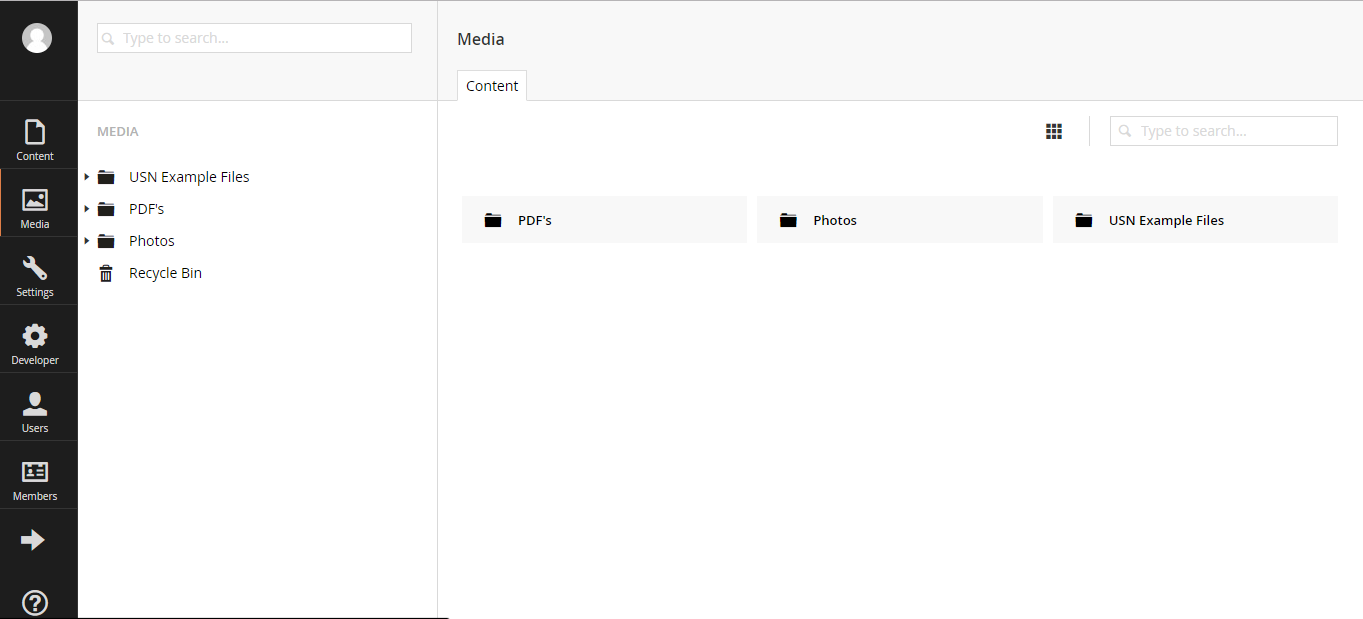 Content
Media
Settings
Developer
Users
Members
Type to search...
MEDIA
USN Example Files
PDF's
Photos
Recycle Bin
Media
Content
Type to search...
PDF's
Photos
USN Example Files